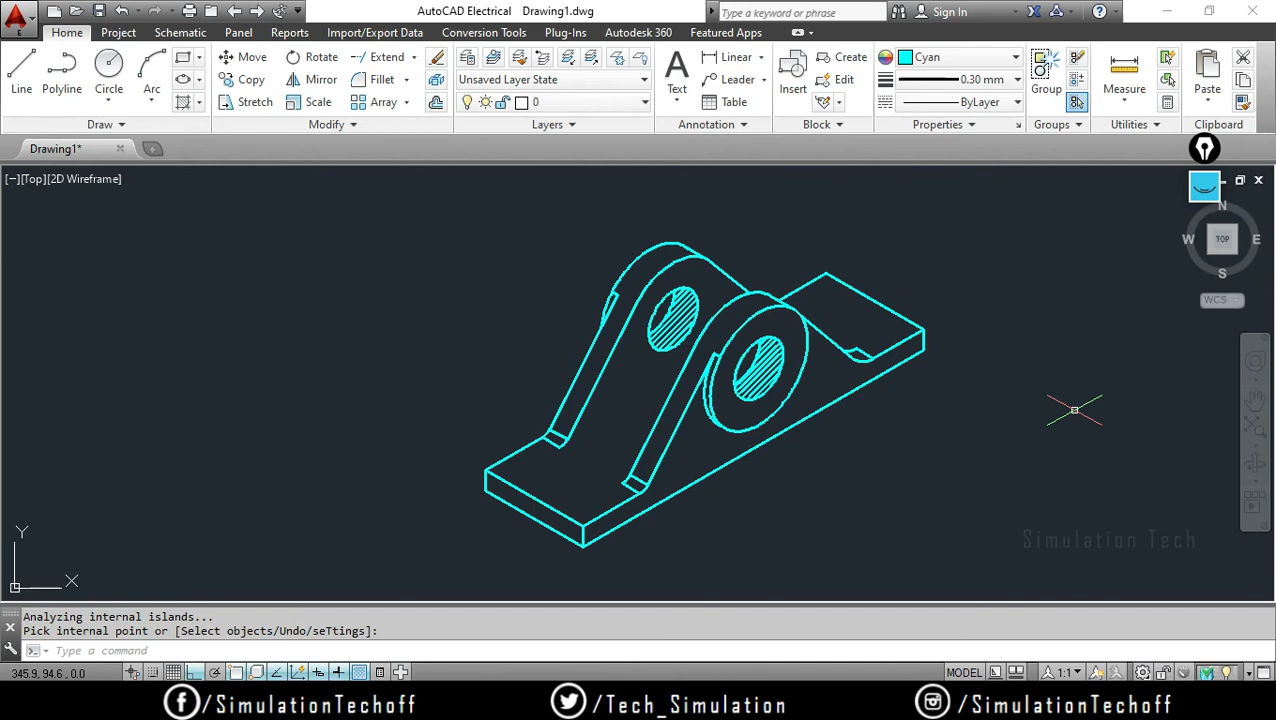 AutoCAD Electrical Drawing1.dwg
Type a keyword or phrase
Sign In
Home Project Schematic Panel Reports Import/Export Data Conversion Tools Plug-Ins Autodesk 360 Featured Apps
Line
Polyline
Circle
Arc
Draw
Move
Rotate
Extend
Copy
Mirror
Fillet
Stretch
Scale
Array
Modify
Unsaved Layer State
0
Layers
Text
Linear
Leader
Table
Annotation
Insert
Create
Edit
Block
Cyan
0.30 mm
ByLayer
Properties
Group
Groups
Measure
Utilities
Paste
Clipboard
Drawing1*
[−][Top][2D Wireframe]
N
W TOP E
S
WCS
Simulation Tech
Y
X
Analyzing internal islands...
Pick internal point or [Select objects/Undo/seTtings]:
Type a command
345.9, 94.6, 0.0
MODEL
1:1
/SimulationTechoff
/Tech_Simulation
/SimulationTechoff